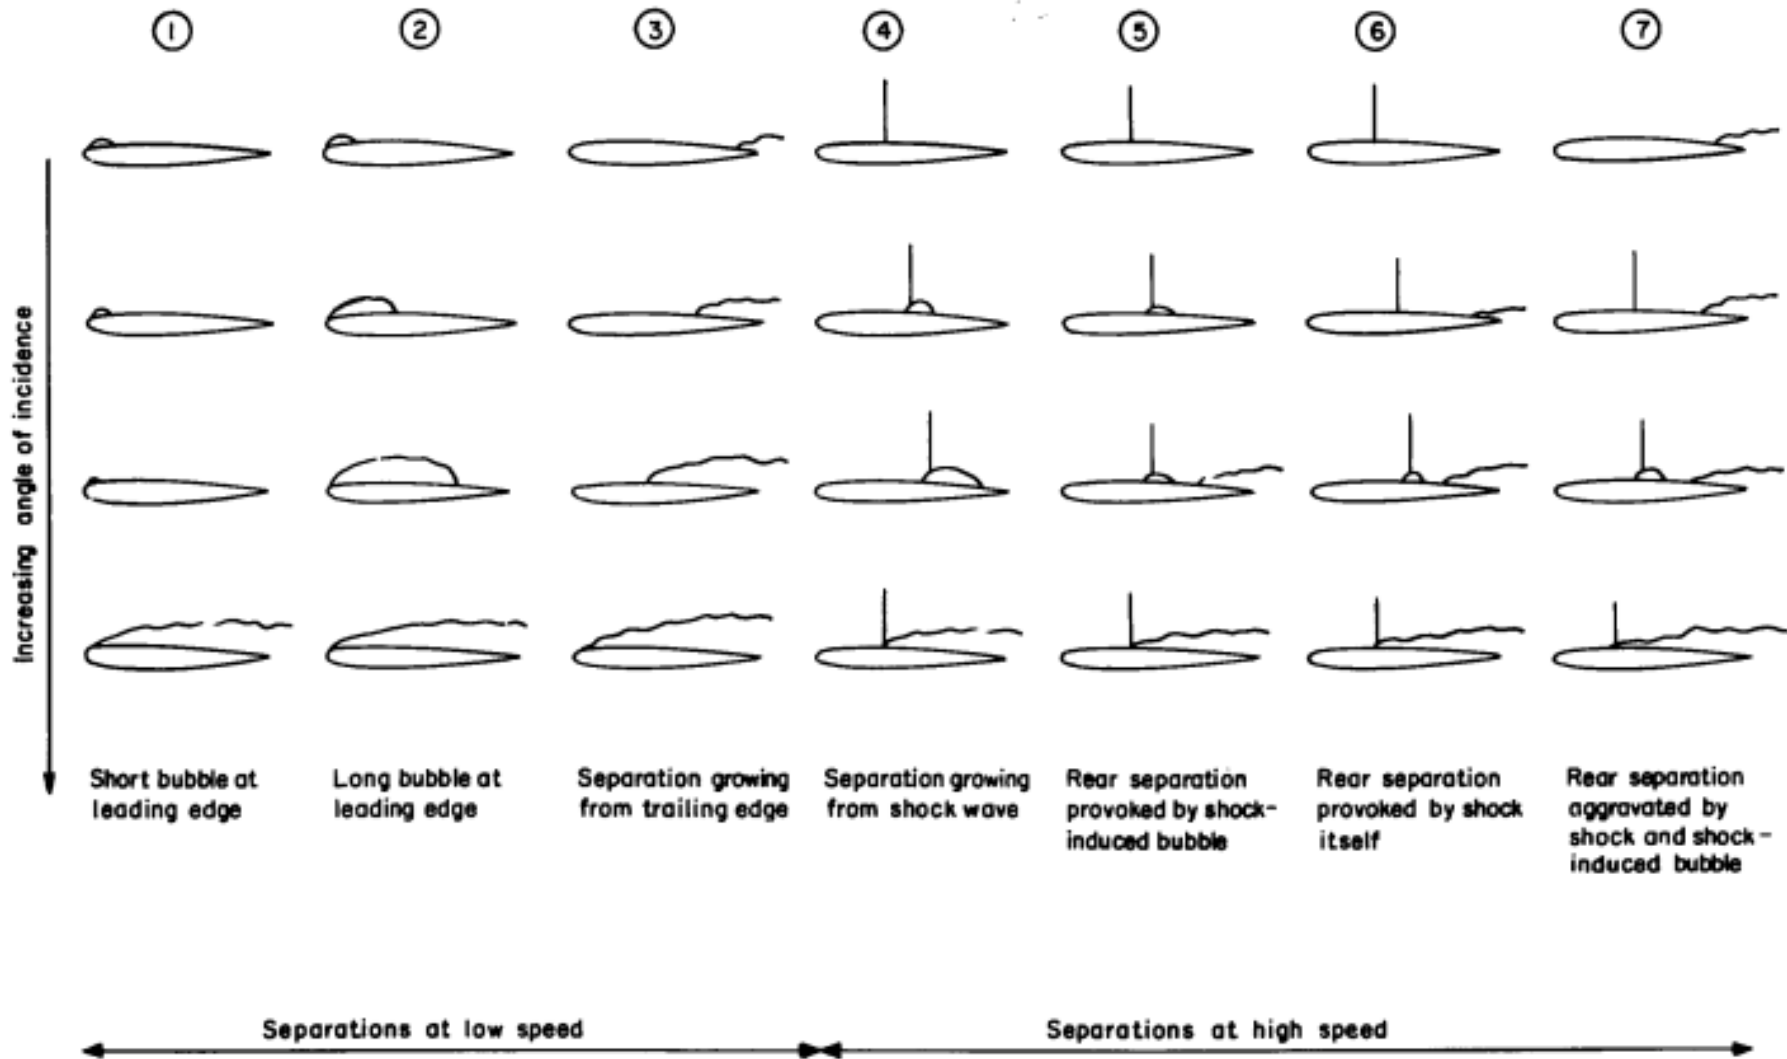 ① ② ③ ④ ⑤ ⑥ ⑦
Increasing angle of incidence
Short bubble at
leading edge
Long bubble at
leading edge
Separation growing
from trailing edge
Separation growing
from shock wave
Rear separation
provoked by shock-
induced bubble
Rear separation
provoked by shock
itself
Rear separation
aggravated by
shock and shock-
induced bubble
Separations at low speed
Separations at high speed